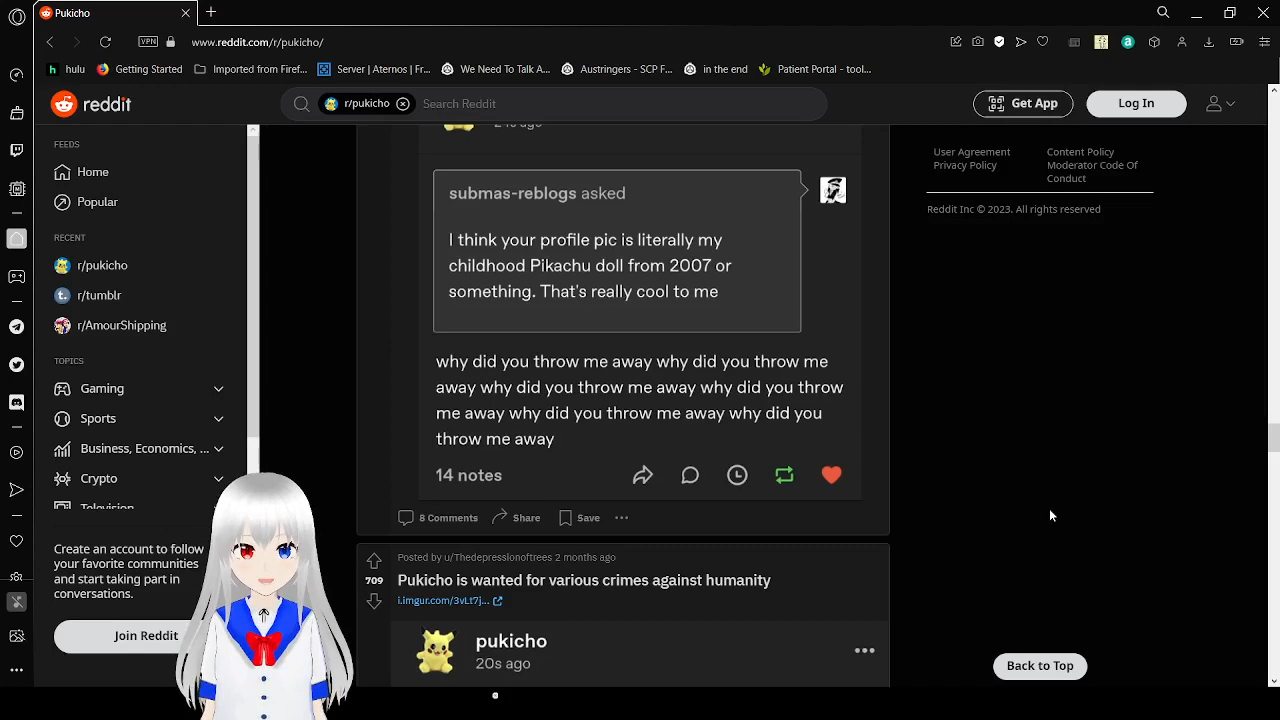 Pukicho
VPN
www.reddit.com/r/pukicho/
hulu
Getting Started
Imported from Firef...
Server | Aternos | Fr...
We Need To Talk A...
Austringers - SCP F...
in the end
Patient Portal - tool...
reddit
r/pukicho
Search Reddit
Get App
Log In
FEEDS
Home
Popular
RECENT
r/pukicho
r/tumblr
r/AmourShipping
TOPICS
Gaming
Sports
Business, Economics, ...
Crypto
Television
Create an account to follow
your favorite communities
and start taking part in
conversations.
Join Reddit
24s ago
submas-reblogs asked
I think your profile pic is literally my
childhood Pikachu doll from 2007 or
something. That's really cool to me
why did you throw me away why did you throw me
away why did you throw me away why did you throw
me away why did you throw me away why did you
throw me away
14 notes
8 Comments
Share
Save
Posted by u/Thedepressionoftrees 2 months ago
709
Pukicho is wanted for various crimes against humanity
i.imgur.com/3vLt7j...
pukicho
20s ago
User Agreement
Privacy Policy
Content Policy
Moderator Code Of
Conduct
Reddit Inc © 2023. All rights reserved
Back to Top